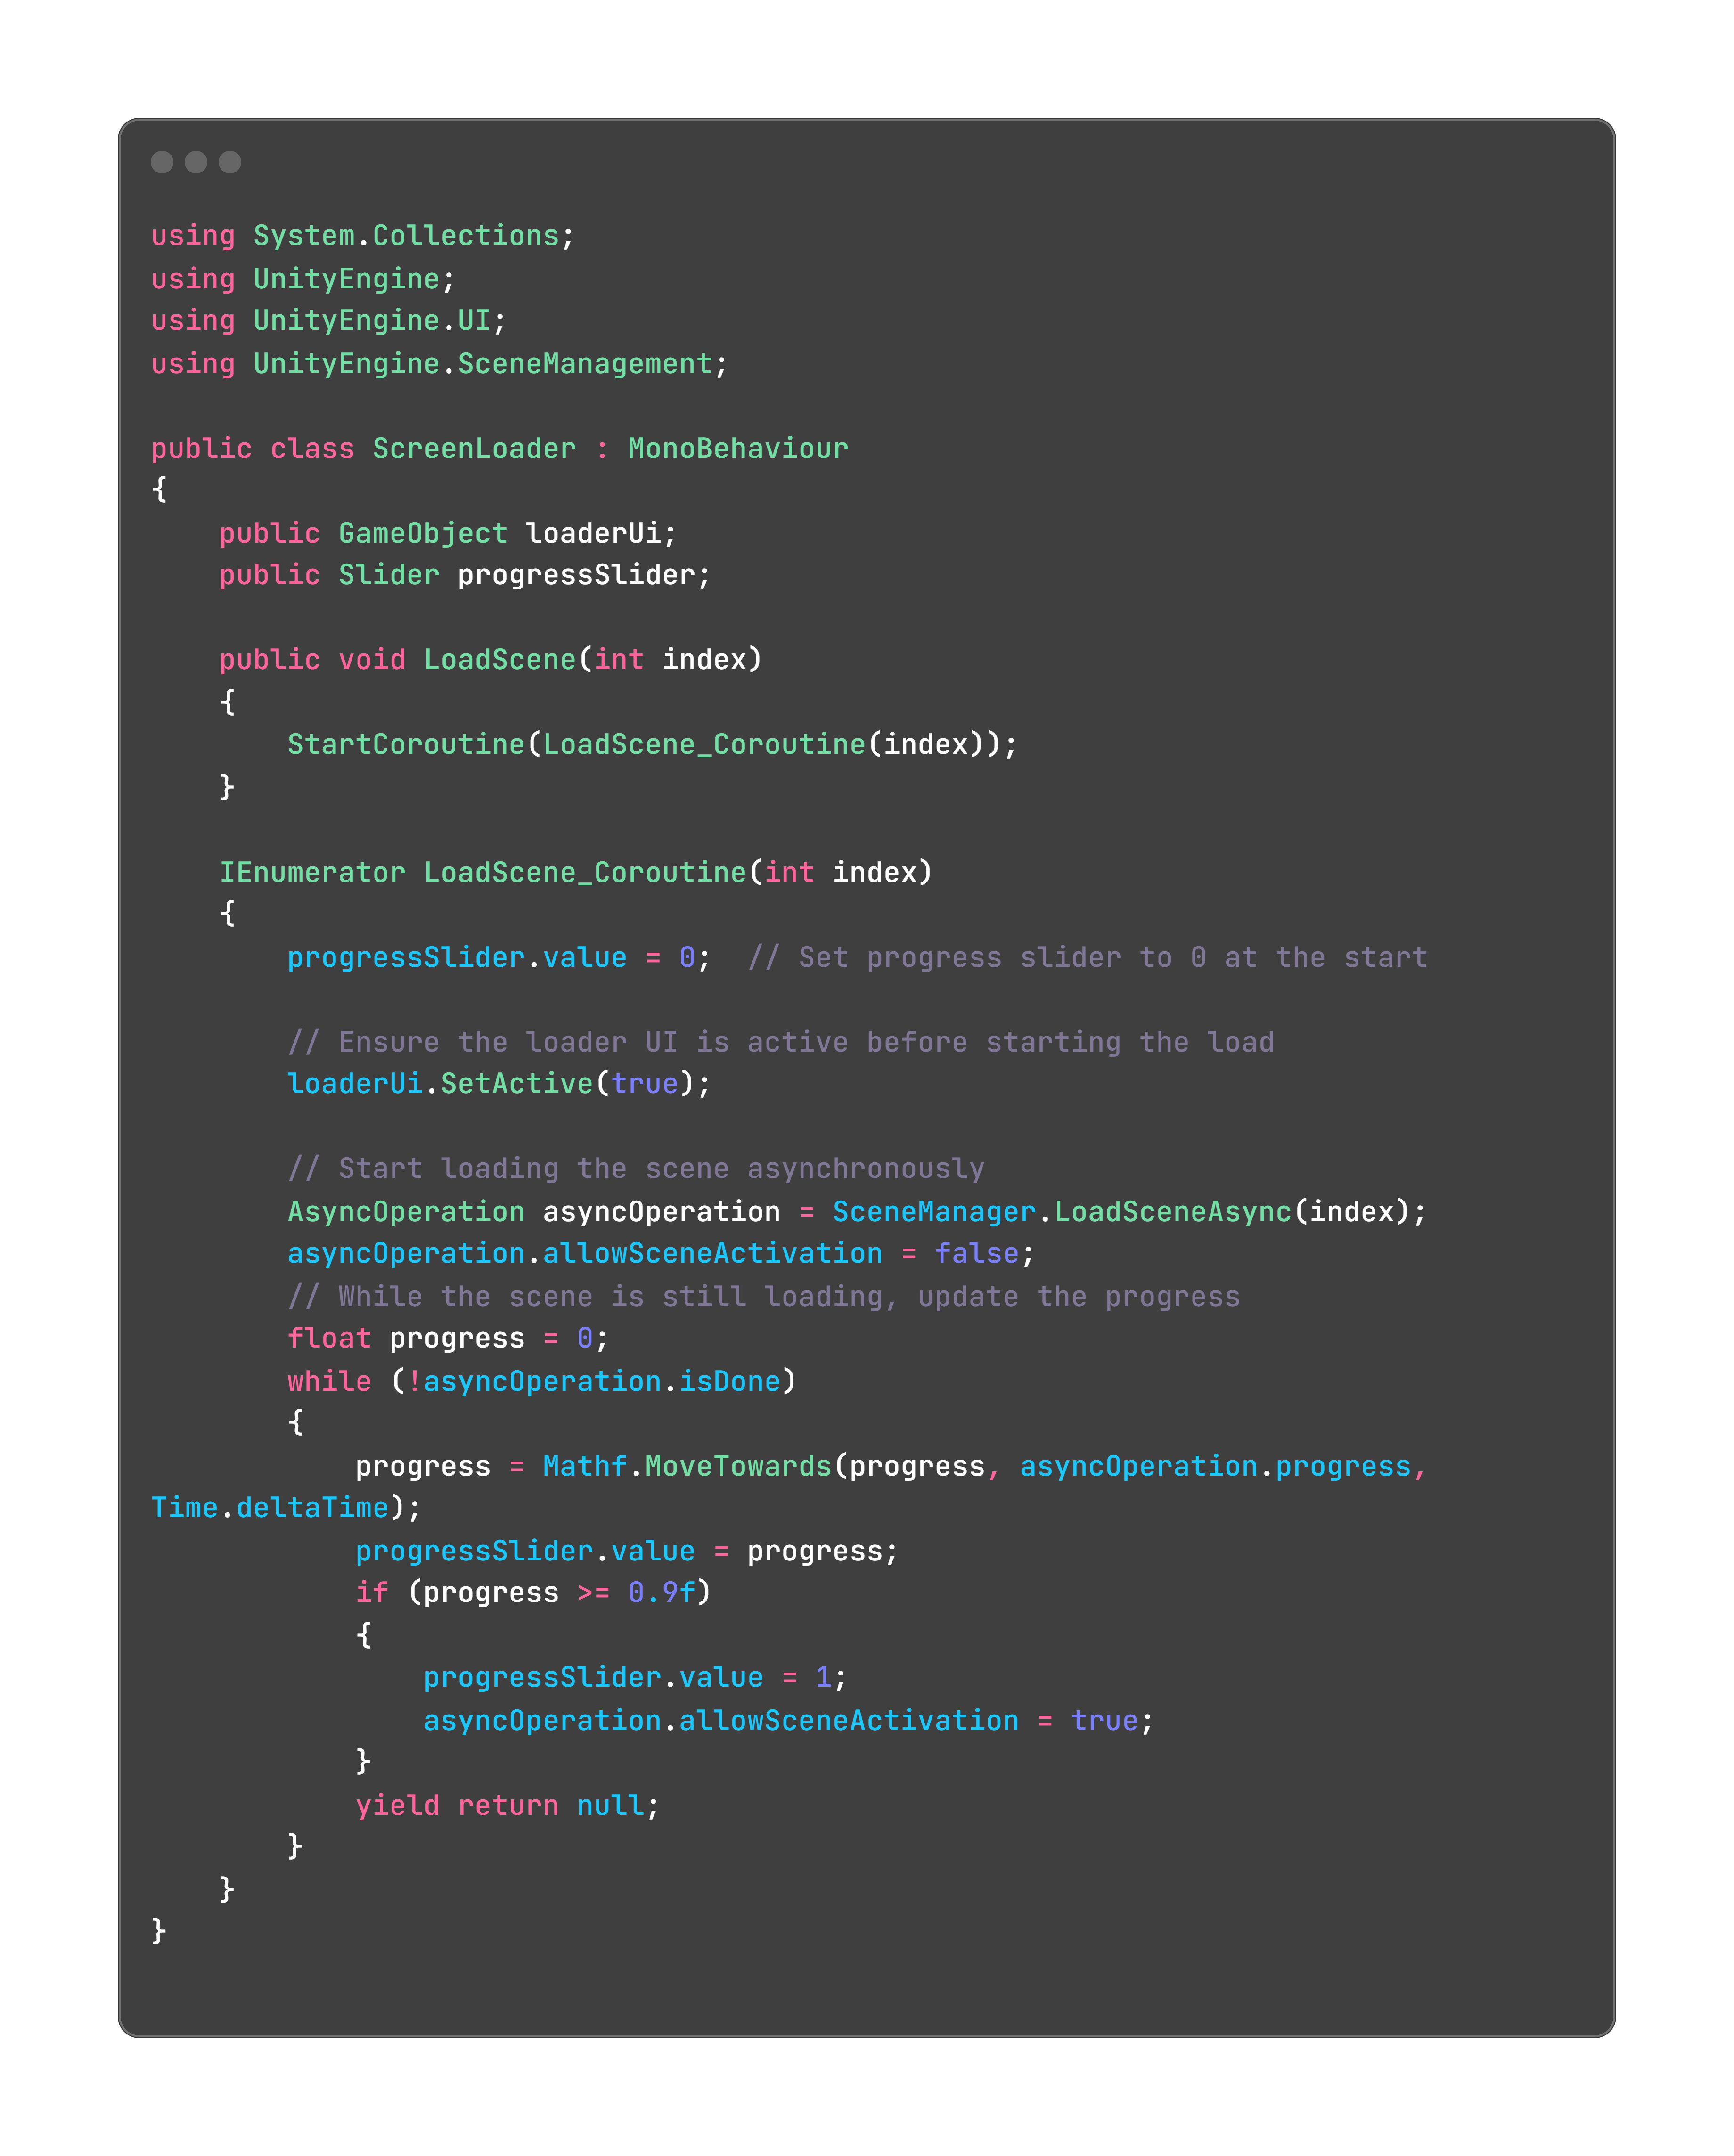 using System.Collections;
using UnityEngine;
using UnityEngine.UI;
using UnityEngine.SceneManagement;

public class ScreenLoader : MonoBehaviour
{
    public GameObject loaderUi;
    public Slider progressSlider;

    public void LoadScene(int index)
    {
        StartCoroutine(LoadScene_Coroutine(index));
    }

    IEnumerator LoadScene_Coroutine(int index)
    {
        progressSlider.value = 0;  // Set progress slider to 0 at the start

        // Ensure the loader UI is active before starting the load
        loaderUi.SetActive(true);

        // Start loading the scene asynchronously
        AsyncOperation asyncOperation = SceneManager.LoadSceneAsync(index);
        asyncOperation.allowSceneActivation = false;
        // While the scene is still loading, update the progress
        float progress = 0;
        while (!asyncOperation.isDone)
        {
            progress = Mathf.MoveTowards(progress, asyncOperation.progress,
Time.deltaTime);
            progressSlider.value = progress;
            if (progress >= 0.9f)
            {
                progressSlider.value = 1;
                asyncOperation.allowSceneActivation = true;
            }
            yield return null;
        }
    }
}